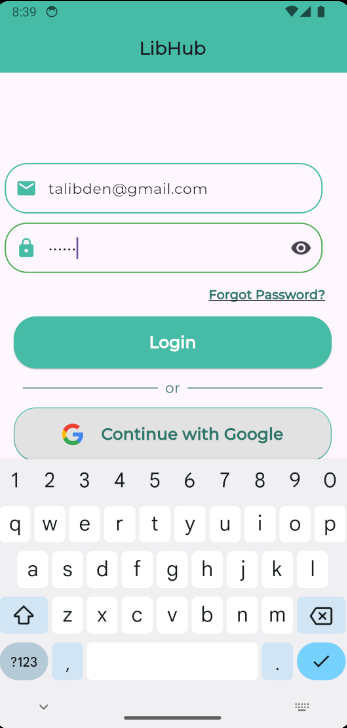 8:39
LibHub
talibden@gmail.com
······
Forgot Password?
Login
or
Continue with Google
1 2 3 4 5 6 7 8 9 0
q w e r t y u i o p
a s d f g h j k l
z x c v b n m
?123 , .